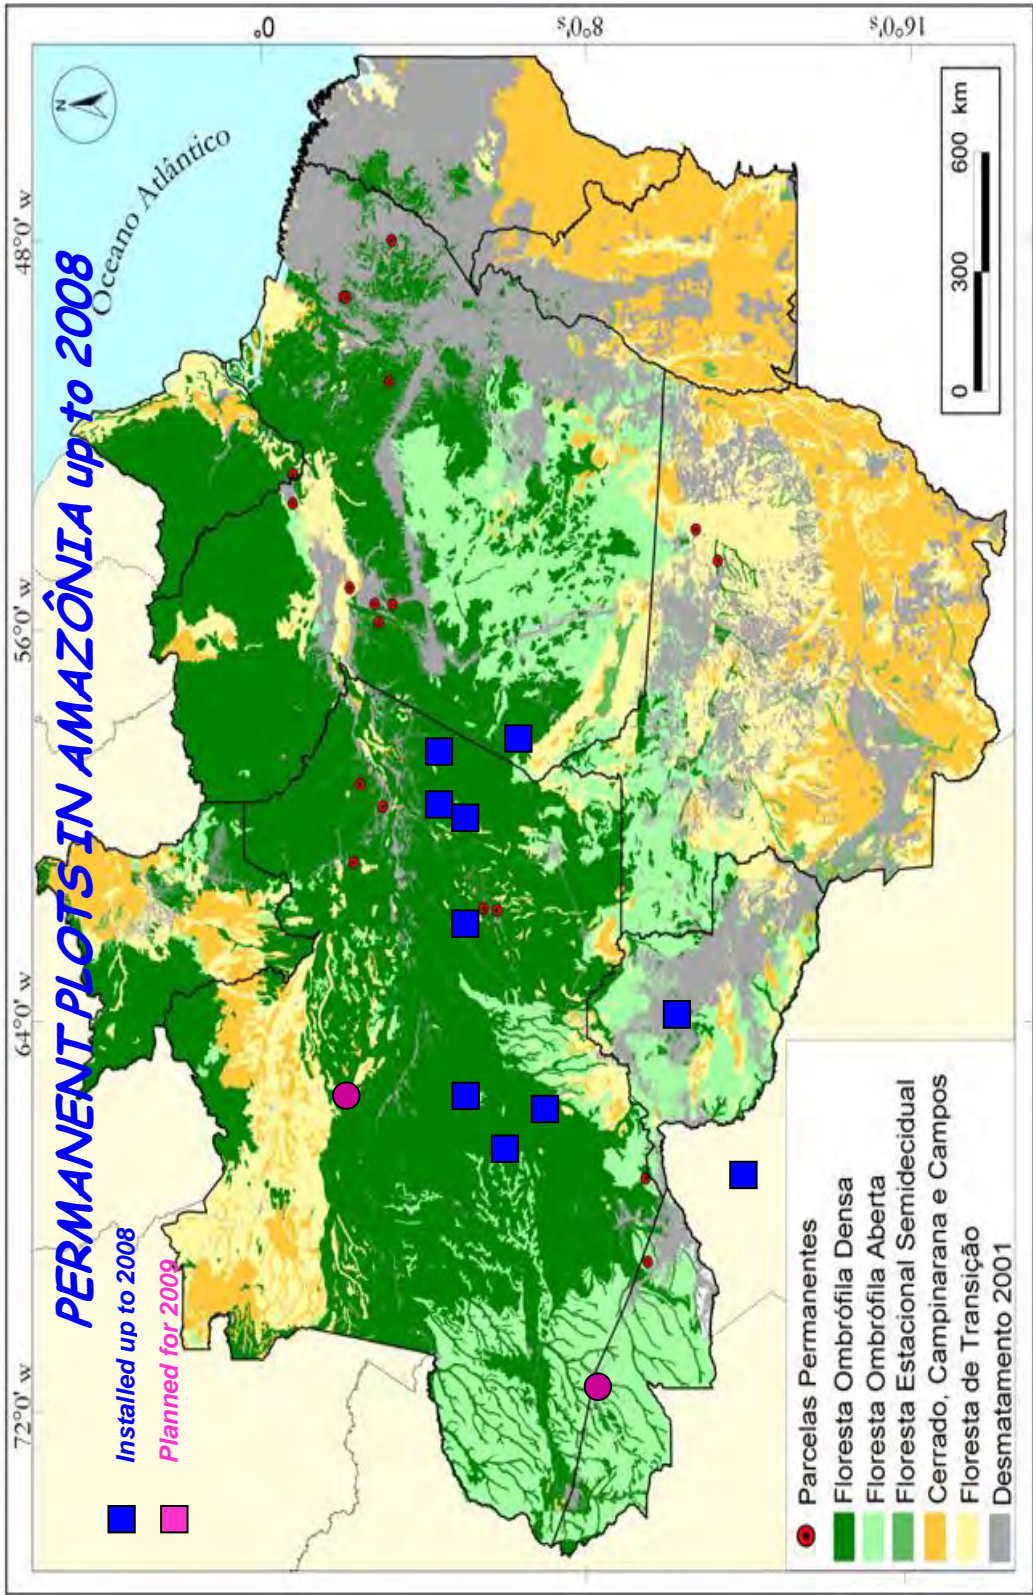 PERMANENT PLOTS IN AMAZÔNIA up to 2008
Installed up to 2008
Planned for 2009
72°0' w
64°0' w
56°0' w
48°0' w
0°
8°0's
16°0's
Oceano Atlântico
N
Parcelas Permanentes
Floresta Ombrófila Densa
Floresta Ombrófila Aberta
Floresta Estacional Semidecidual
Cerrado, Campinarana e Campos
Floresta de Transição
Desmatamento 2001
0 300 600 km